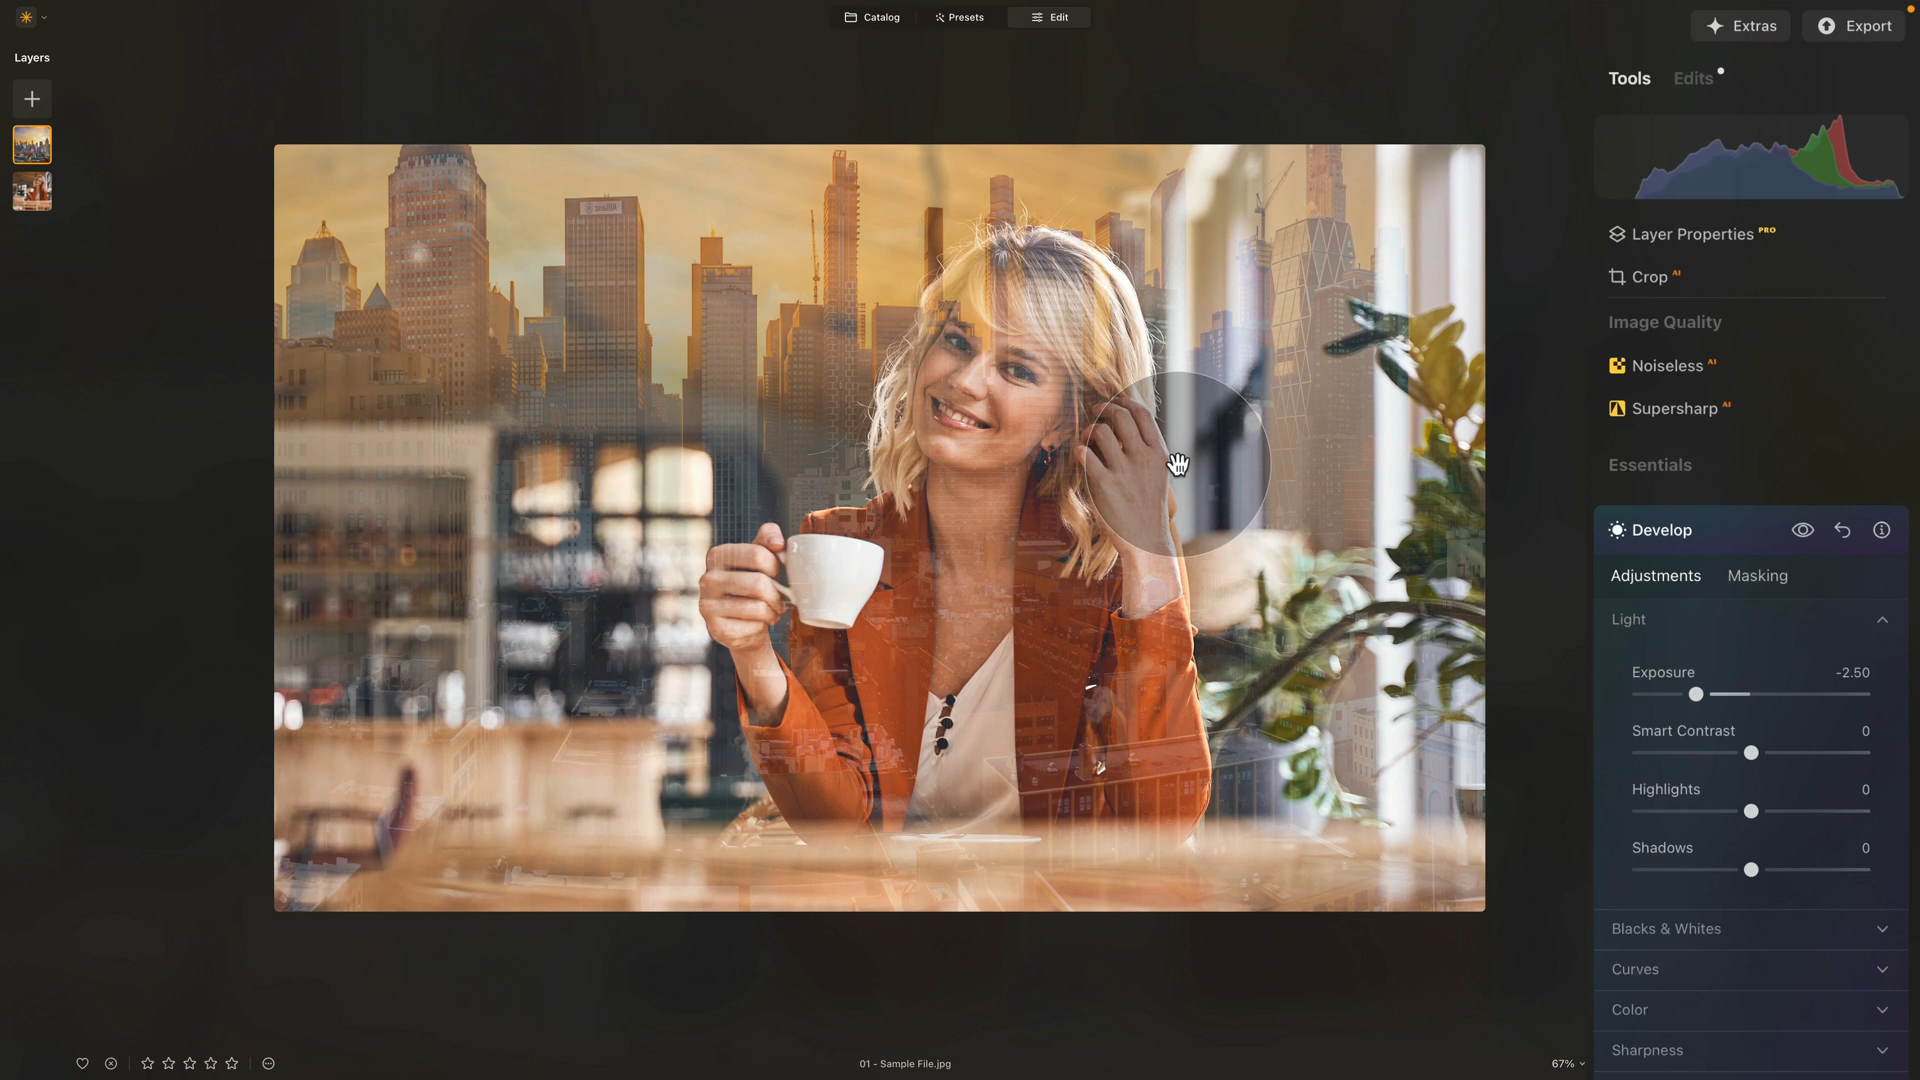 Catalog
Presets
Edit
Extras
Export
Layers
Tools
Edits
Layer Properties PRO
Crop AI
Image Quality
Noiseless AI
Supersharp AI
Essentials
Develop
Adjustments
Masking
Light
Exposure
-2.50
Smart Contrast
0
Highlights
0
Shadows
0
Blacks & Whites
Curves
Color
Sharpness
01 - Sample File.jpg
67%